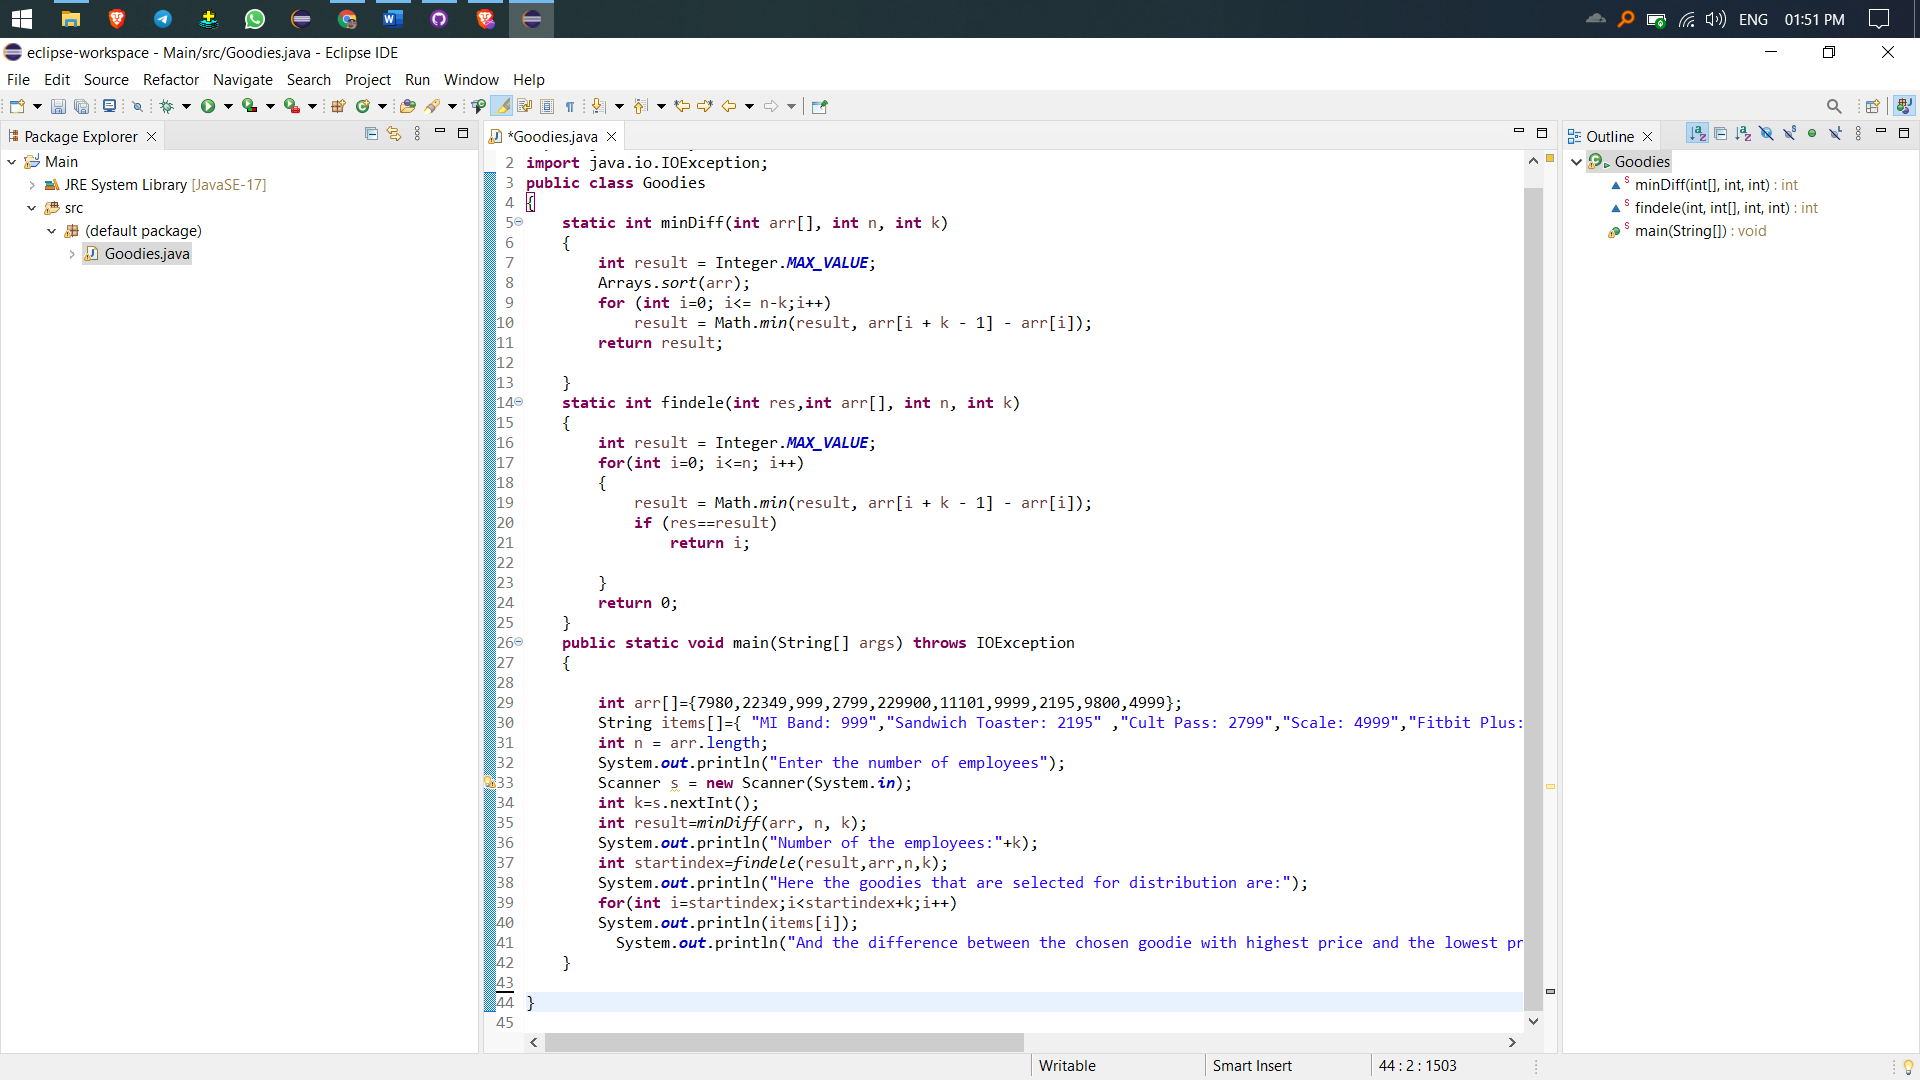 W
ENG
01:51 PM
eclipse-workspace - Main/src/Goodies.java - Eclipse IDE
File Edit Source Refactor Navigate Search Project Run Window Help
Package Explorer
Main
JRE System Library [JavaSE-17]
src
(default package)
Goodies.java
*Goodies.java
2 import java.io.IOException;
3 public class Goodies
4 {
5 static int minDiff(int arr[], int n, int k)
6 {
7 int result = Integer.MAX_VALUE;
8 Arrays.sort(arr);
9 for (int i=0; i<= n-k;i++)
10 result = Math.min(result, arr[i + k - 1] - arr[i]);
11 return result;
12
13 }
14 static int findele(int res,int arr[], int n, int k)
15 {
16 int result = Integer.MAX_VALUE;
17 for(int i=0; i<=n; i++)
18 {
19 result = Math.min(result, arr[i + k - 1] - arr[i]);
20 if (res==result)
21 return i;
22
23 }
24 return 0;
25 }
26 public static void main(String[] args) throws IOException
27 {
28
29 int arr[]={7980,22349,999,2799,229900,11101,9999,2195,9800,4999};
30 String items[]={ "MI Band: 999","Sandwich Toaster: 2195" ,"Cult Pass: 2799","Scale: 4999","Fitbit Plus:
31 int n = arr.length;
32 System.out.println("Enter the number of employees");
33 Scanner s = new Scanner(System.in);
34 int k=s.nextInt();
35 int result=minDiff(arr, n, k);
36 System.out.println("Number of the employees:"+k);
37 int startindex=findele(result,arr,n,k);
38 System.out.println("Here the goodies that are selected for distribution are:");
39 for(int i=startindex;i<startindex+k;i++)
40 System.out.println(items[i]);
41 System.out.println("And the difference between the chosen goodie with highest price and the lowest pr
42 }
43
44 }
45
Outline
Goodies
minDiff(int[], int, int) : int
findele(int, int[], int, int) : int
main(String[]) : void
Writable
Smart Insert
44 : 2 : 1503